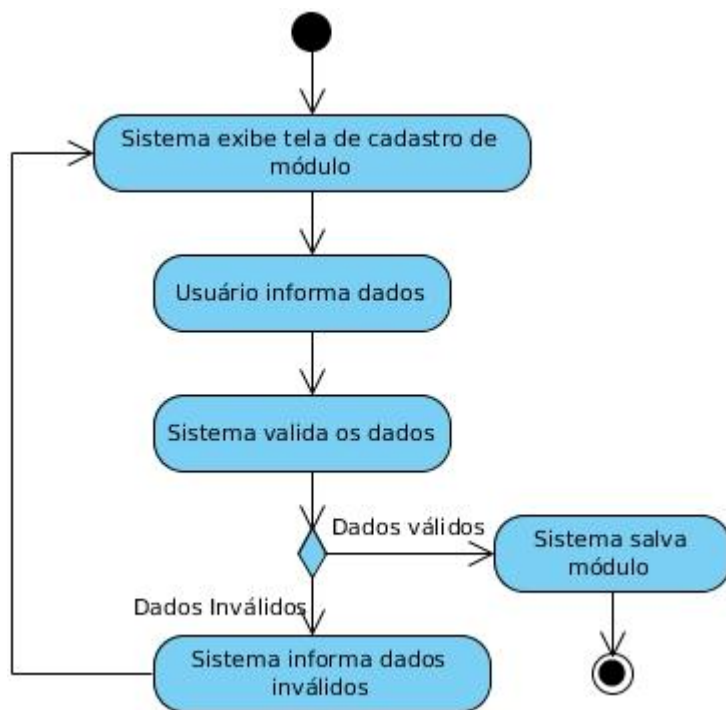 Sistema exibe tela de cadastro de
módulo
Usuário informa dados
Sistema valida os dados
Dados válidos
Sistema salva
módulo
Dados Inválidos
Sistema informa dados
inválidos